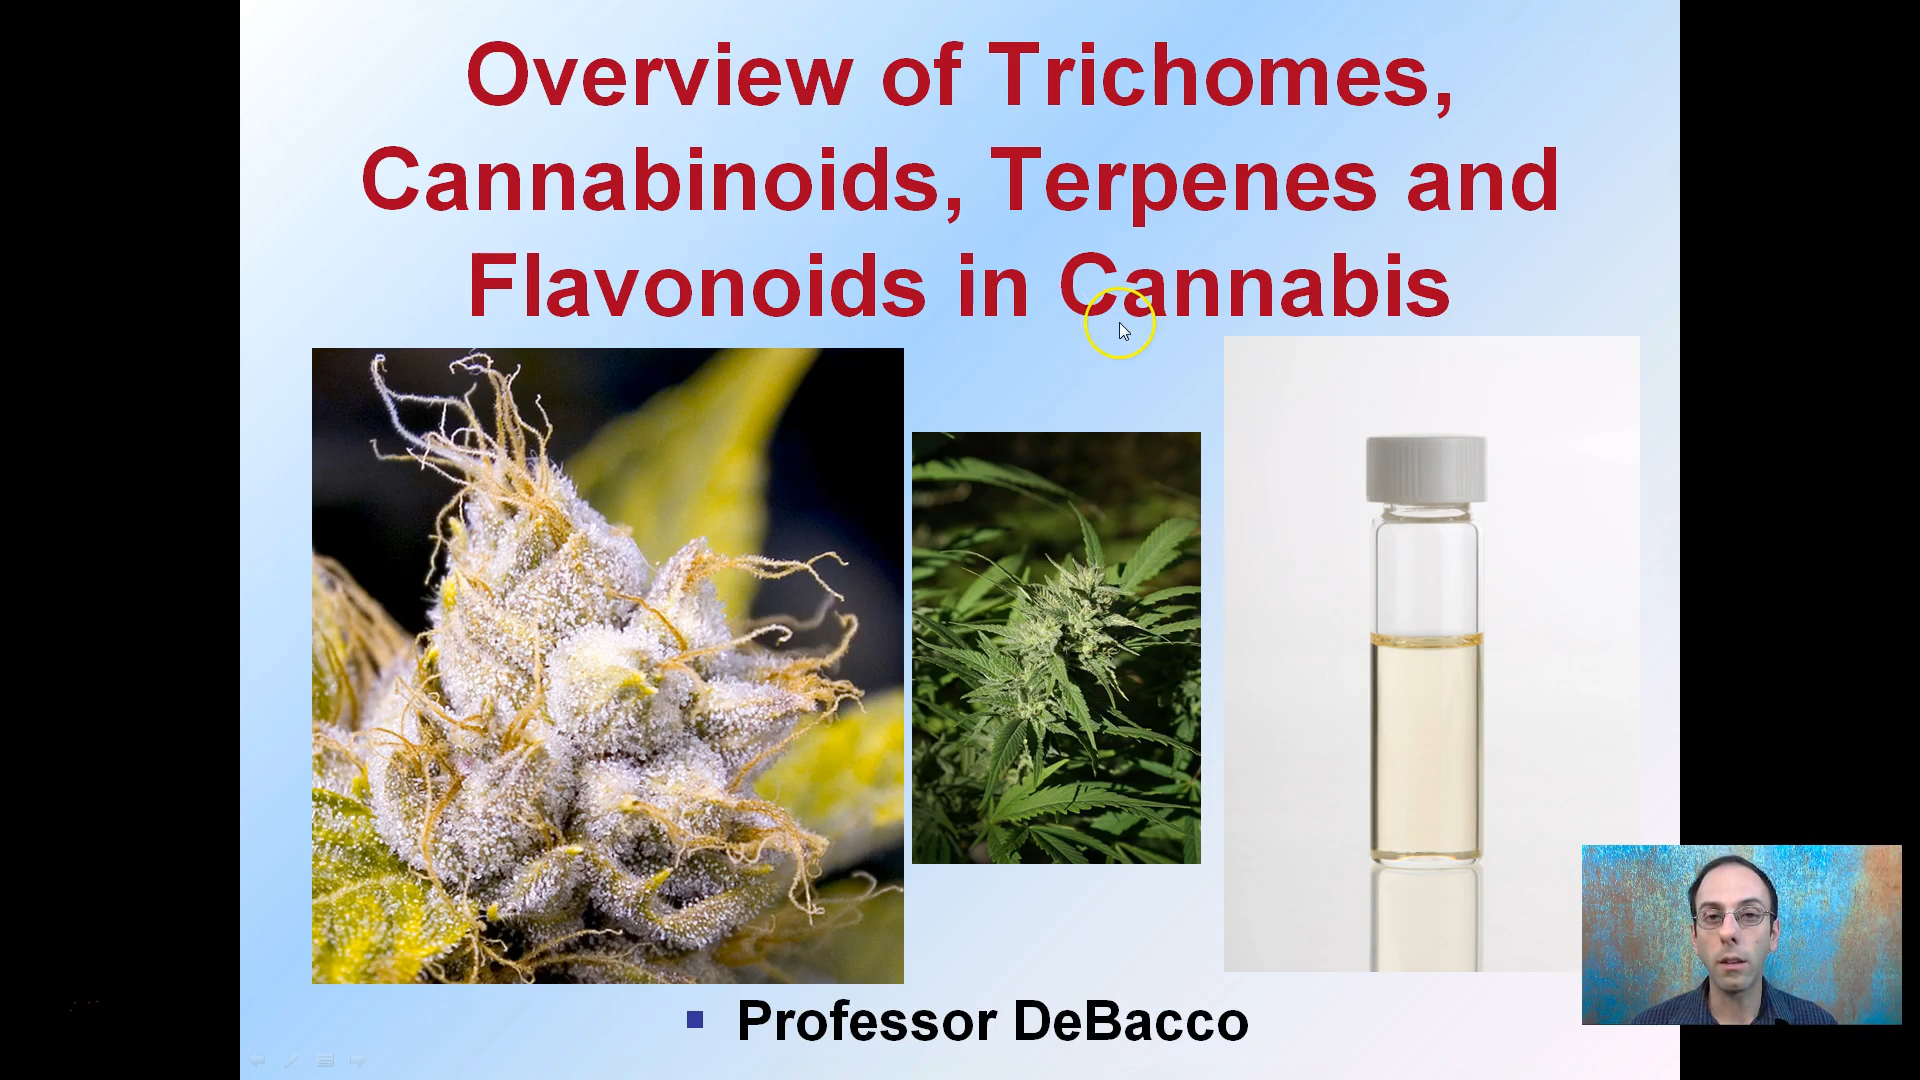 Overview of Trichomes,
Cannabinoids, Terpenes and
Flavonoids in Cannabis
Professor DeBacco